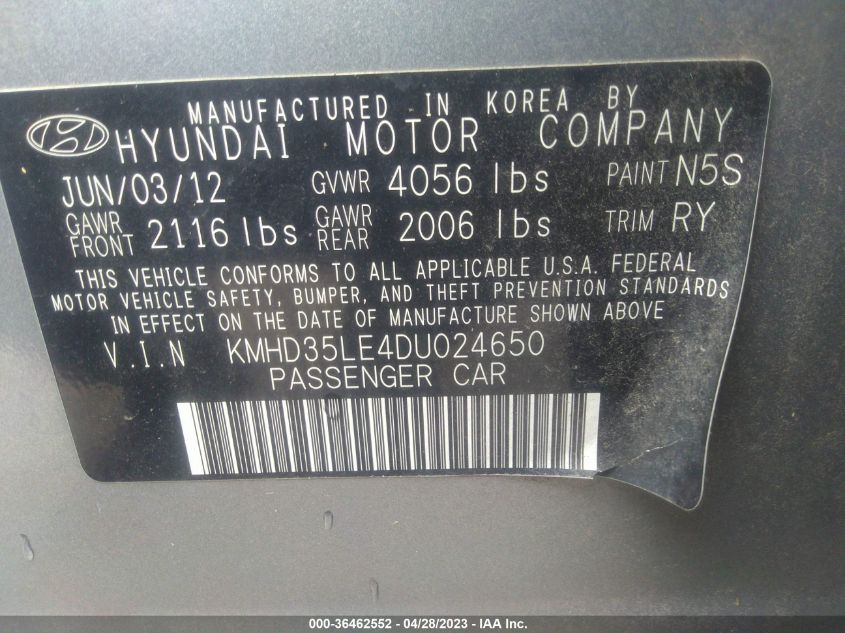 MANUFACTURED IN KOREA BY
HYUNDAI MOTOR COMPANY
JUN/03/12 GVWR 4056 lbs PAINT N5S
GAWR FRONT 2116 lbs GAWR REAR 2006 lbs TRIM RY
THIS VEHICLE CONFORMS TO ALL APPLICABLE U.S.A. FEDERAL
MOTOR VEHICLE SAFETY, BUMPER, AND THEFT PREVENTION STANDARDS
IN EFFECT ON THE DATE OF MANUFACTURE SHOWN ABOVE
V.I.N KMHD35LE4DU024650
PASSENGER CAR
000-36462552 - 04/28/2023 - IAA Inc.